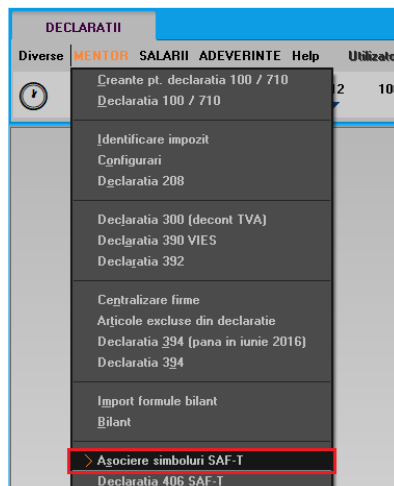 DECLARATII
Diverse MENTOR SALARII ADEVERINTE Help
Creante pt. declaratia 100 / 710
Declaratia 100 / 710
Identificare impozit
Configurari
Declaratia 208
Declaratia 300 (decont TVA)
Declaratia 390 VIES
Declaratia 392
Centralizare firme
Articole excluse din declaratie
Declaratia 394 (pana in iunie 2016)
Declaratia 394
Import formule bilant
Bilant
> Asociere simboluri SAF-T
Declaratia 406 SAF-T